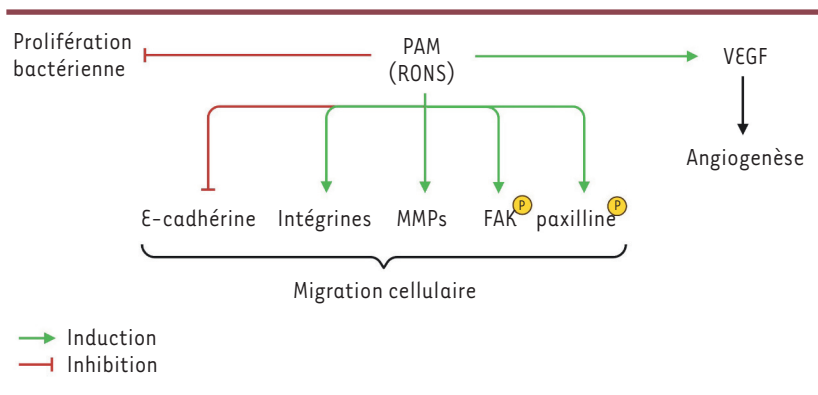 Prolifération
bactérienne
PAM
(RONS)
VEGF
Angiogenèse
E-cadhérine Intégrines MMPs FAK P paxilline P
Migration cellulaire
Induction
Inhibition